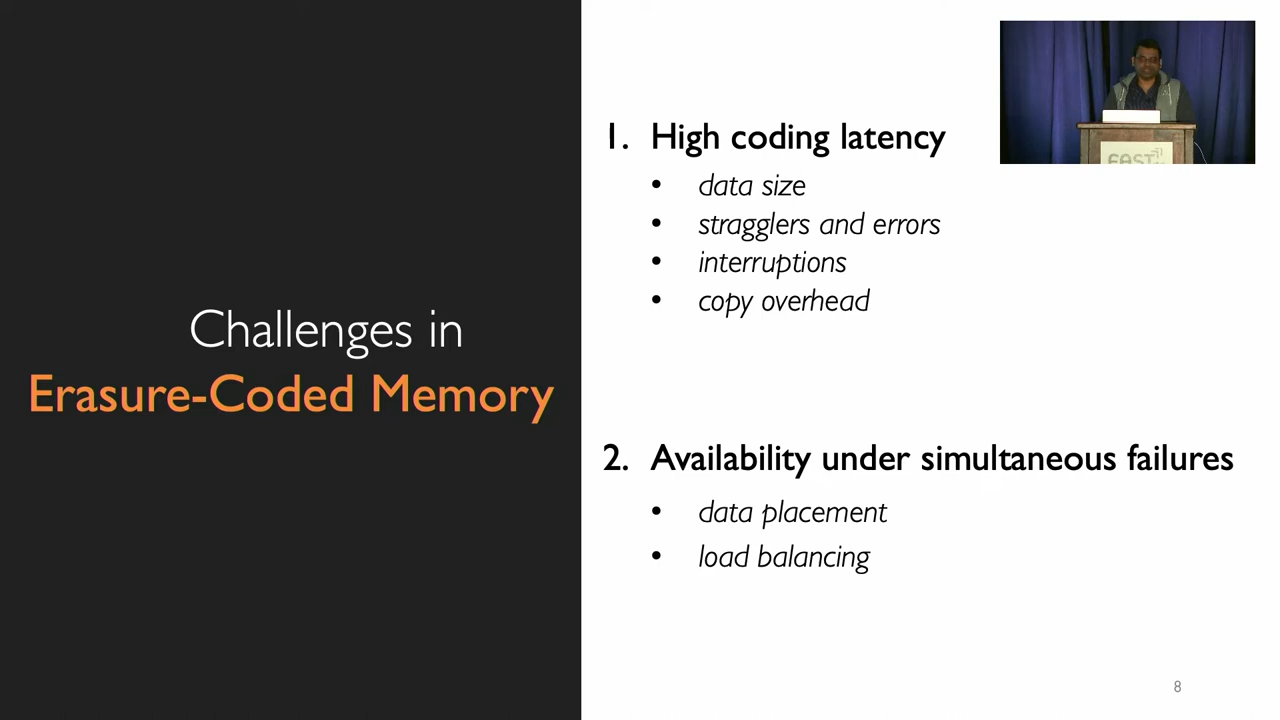 Challenges in
Erasure-Coded Memory
1. High coding latency
• data size
• stragglers and errors
• interruptions
• copy overhead
2. Availability under simultaneous failures
• data placement
• load balancing
FAST
8